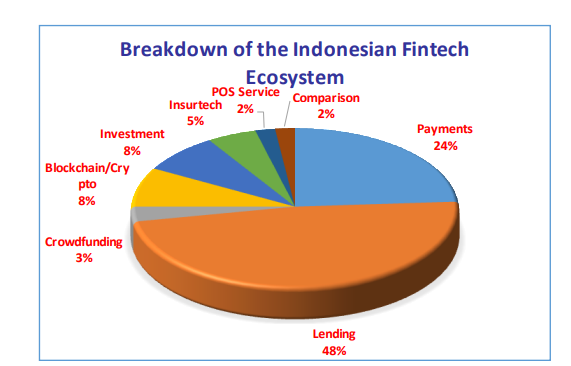 Breakdown of the Indonesian Fintech
Ecosystem
POS Service
2%
Comparison
2%
Insurtech
5%
Payments
24%
Investment
8%
Blockchain/Cry
pto
8%
Crowdfunding
3%
Lending
48%